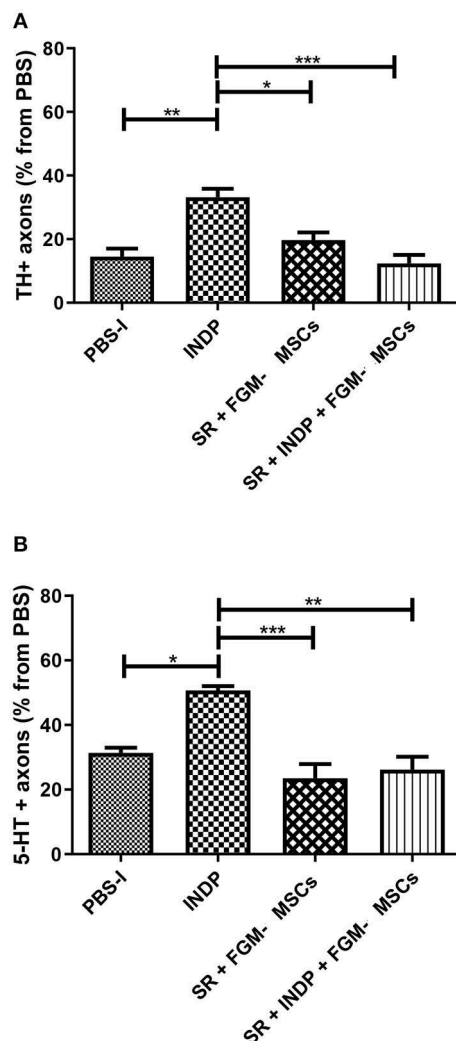 A
TH+ axons (% from PBS)
80
60
40
20
0
***
*
**
PBS-I
INDP
SR + FGM- MSCs
SR + INDP + FGM- MSCs
B
5-HT + axons (% from PBS)
80
60
40
20
0
**
***
*
PBS-I
INDP
SR + FGM- MSCs
SR + INDP + FGM- MSCs